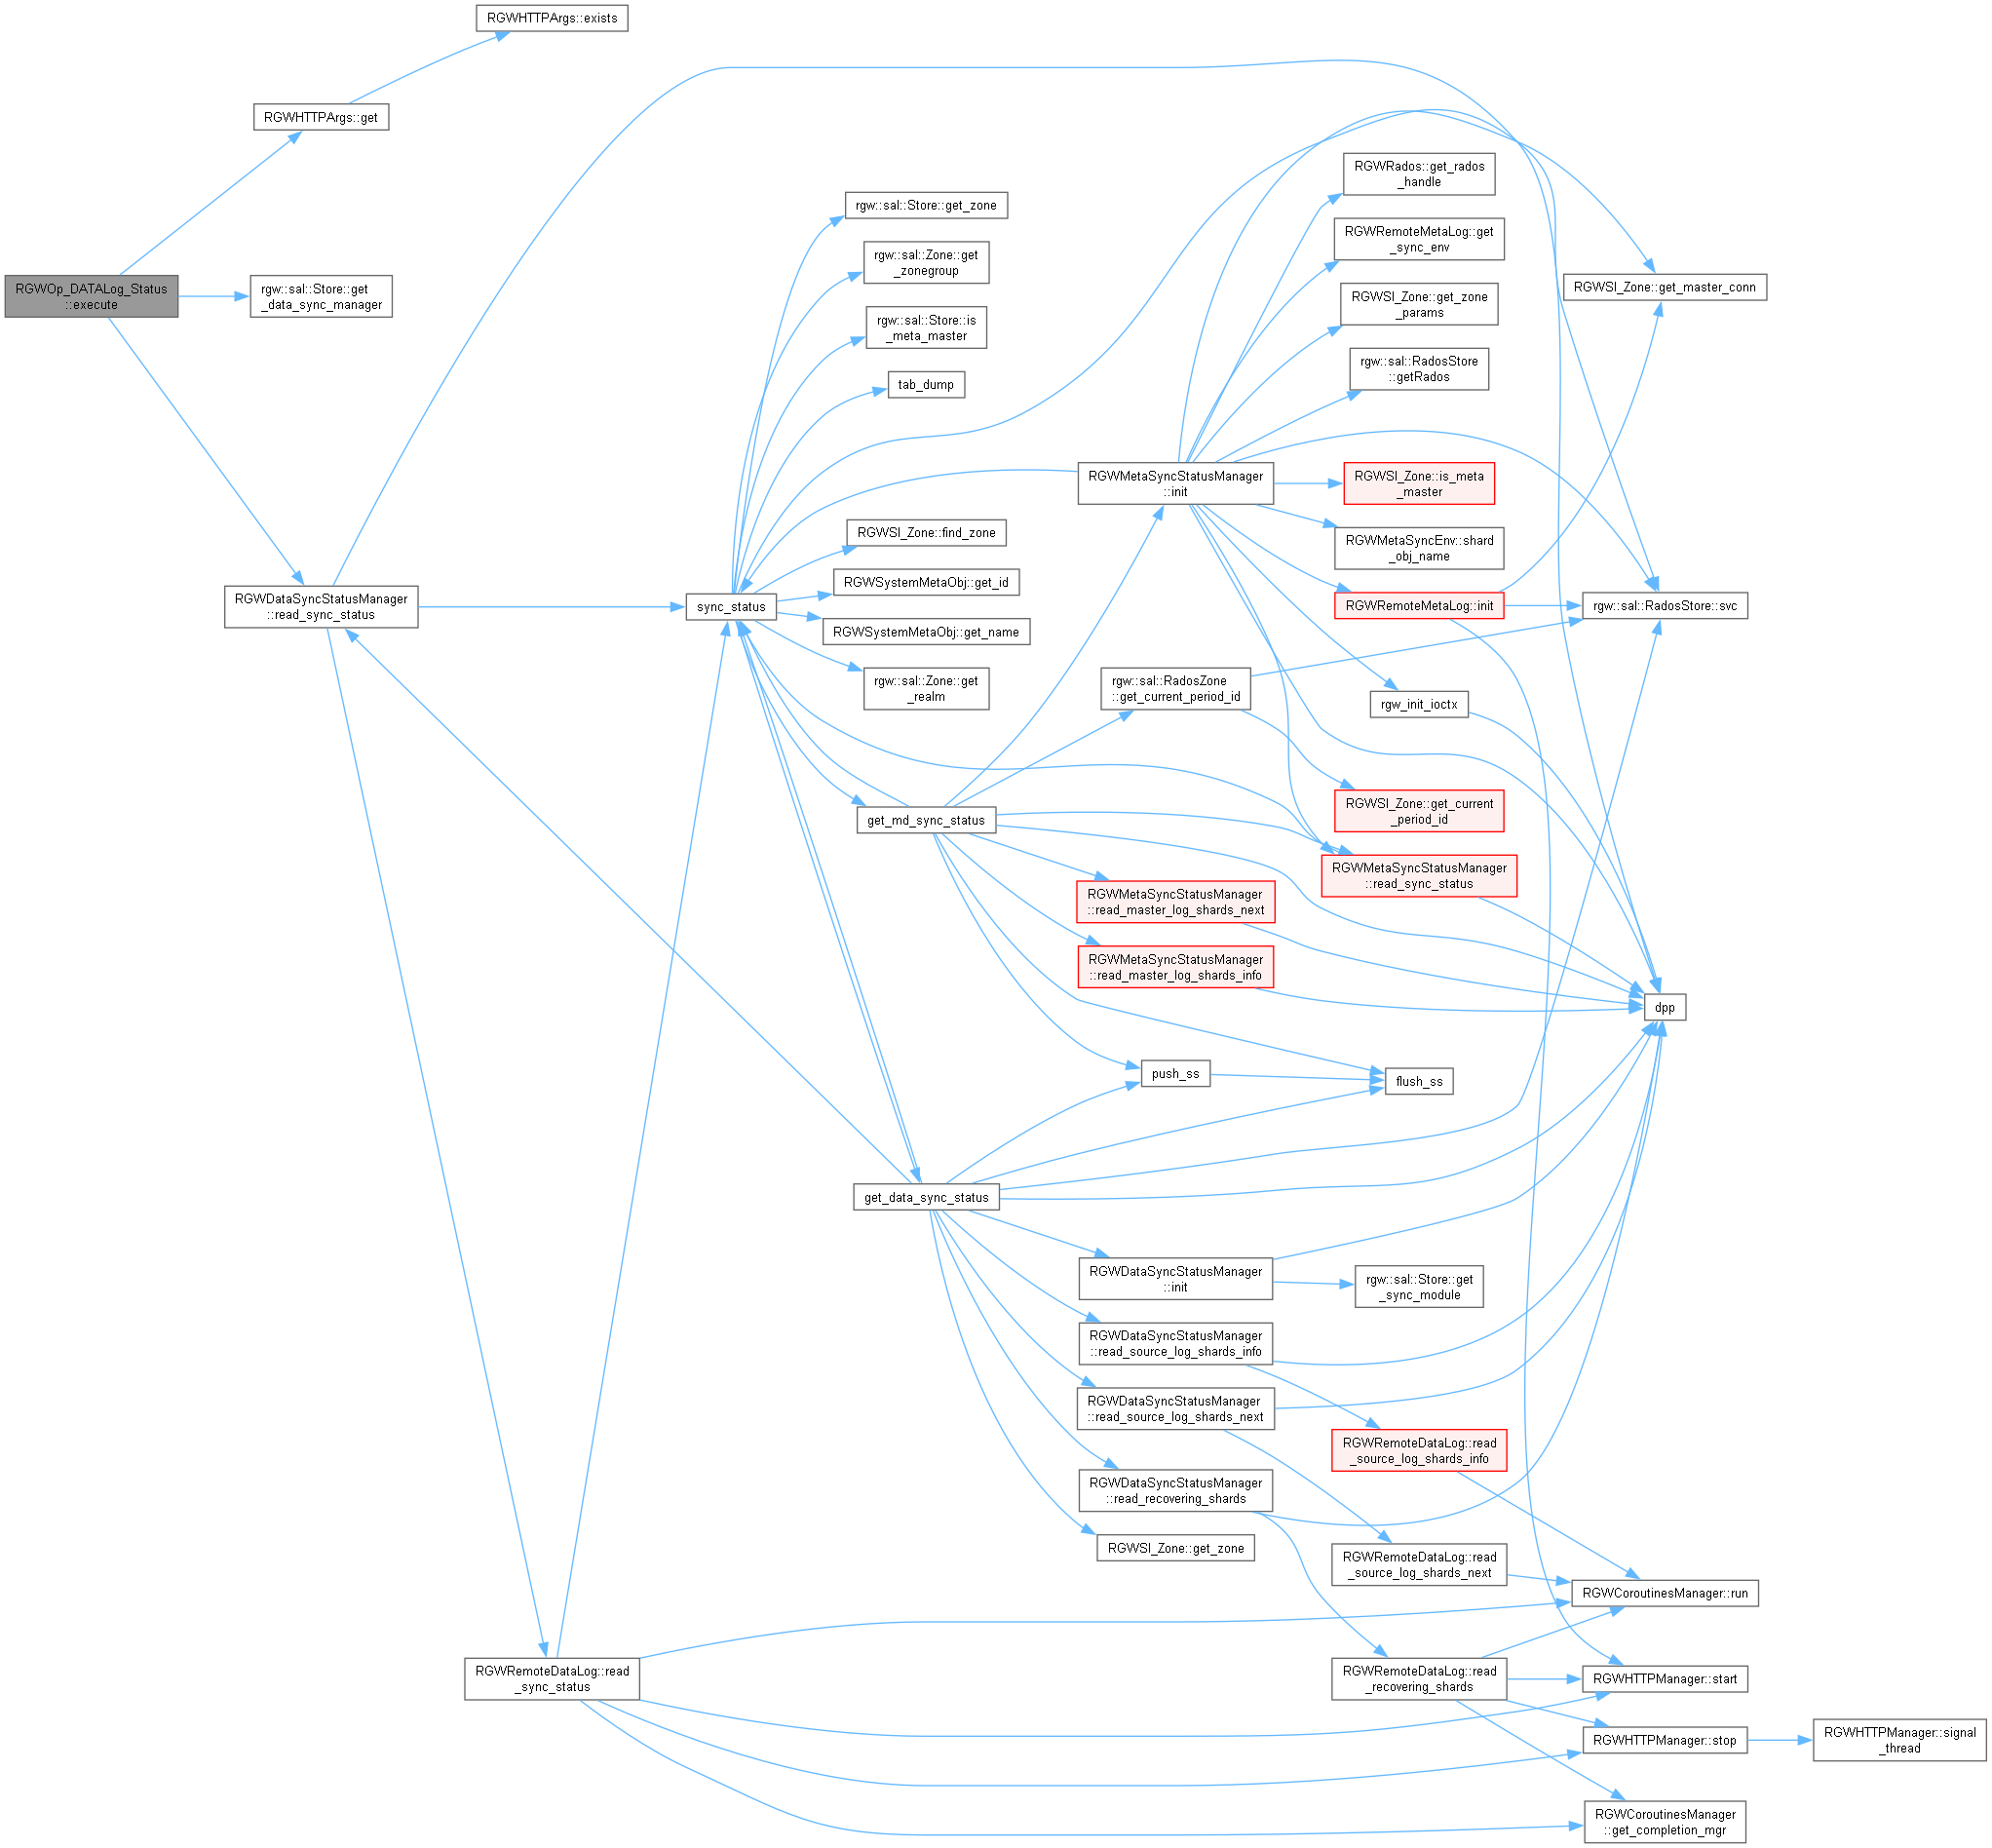 RGWHTTPArgs::exists
RGWHTTPArgs::get
RGWOp_DATALog_Status
::execute
rgw::sal::Store::get
_data_sync_manager
RGWDataSyncStatusManager
::read_sync_status
RGWRemoteDataLog::read
_sync_status
rgw::sal::Store::get_zone
rgw::sal::Zone::get
_zonegroup
rgw::sal::Store::is
_meta_master
tab_dump
RGWSI_Zone::find_zone
RGWSystemMetaObj::get_id
sync_status
RGWSystemMetaObj::get_name
rgw::sal::Zone::get
_realm
get_md_sync_status
get_data_sync_status
RGWMetaSyncStatusManager
::init
rgw::sal::RadosZone
::get_current_period_id
RGWMetaSyncStatusManager
::read_master_log_shards_next
RGWMetaSyncStatusManager
::read_master_log_shards_info
push_ss
RGWDataSyncStatusManager
::init
RGWDataSyncStatusManager
::read_source_log_shards_info
RGWDataSyncStatusManager
::read_source_log_shards_next
RGWDataSyncStatusManager
::read_recovering_shards
RGWSI_Zone::get_zone
RGWRados::get_rados
_handle
RGWRemoteMetaLog::get
_sync_env
RGWSI_Zone::get_zone
_params
rgw::sal::RadosStore
::getRados
RGWSI_Zone::is_meta
_master
RGWMetaSyncEnv::shard
_obj_name
RGWRemoteMetaLog::init
rgw_init_ioctx
RGWSI_Zone::get_current
_period_id
RGWMetaSyncStatusManager
::read_sync_status
flush_ss
rgw::sal::Store::get
_sync_module
RGWRemoteDataLog::read
_source_log_shards_info
RGWRemoteDataLog::read
_source_log_shards_next
RGWRemoteDataLog::read
_recovering_shards
RGWSI_Zone::get_master_conn
rgw::sal::RadosStore::svc
dpp
RGWCoroutinesManager::run
RGWHTTPManager::start
RGWHTTPManager::stop
RGWCoroutinesManager
::get_completion_mgr
RGWHTTPManager::signal
_thread